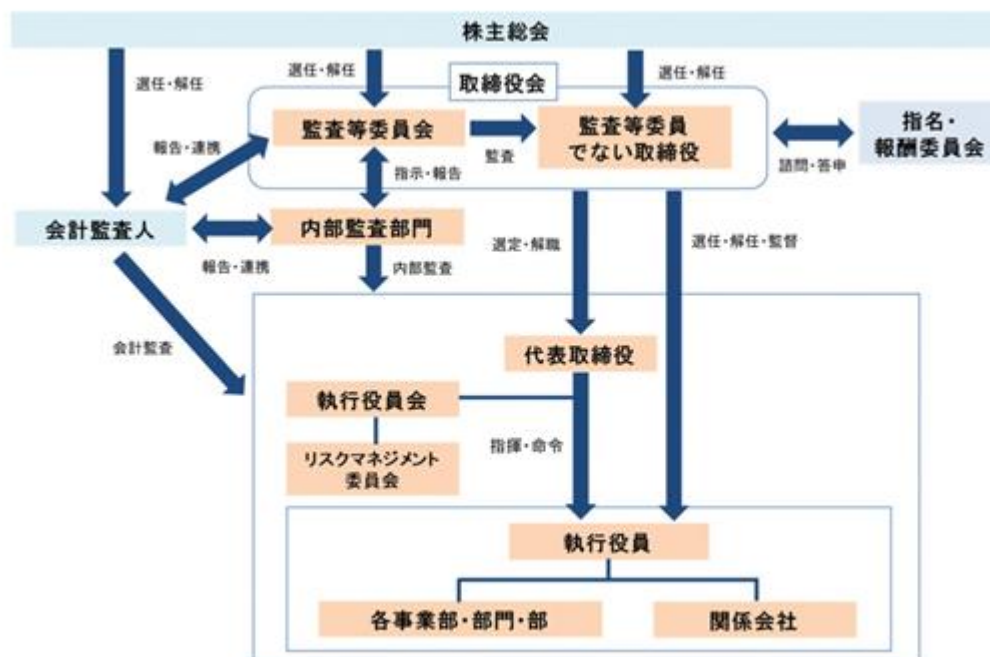 株主総会
選任・解任
選任・解任
選任・解任
取締役会
監査等委員会
監査
監査等委員
でない取締役
諮問・答申
指名・
報酬委員会
報告・連携
指示・報告
会計監査人
報告・連携
内部監査部門
内部監査
選定・解職
選任・解任・監督
会計監査
代表取締役
執行役員会
リスクマネジメント
委員会
指揮・命令
執行役員
各事業部・部門・部
関係会社